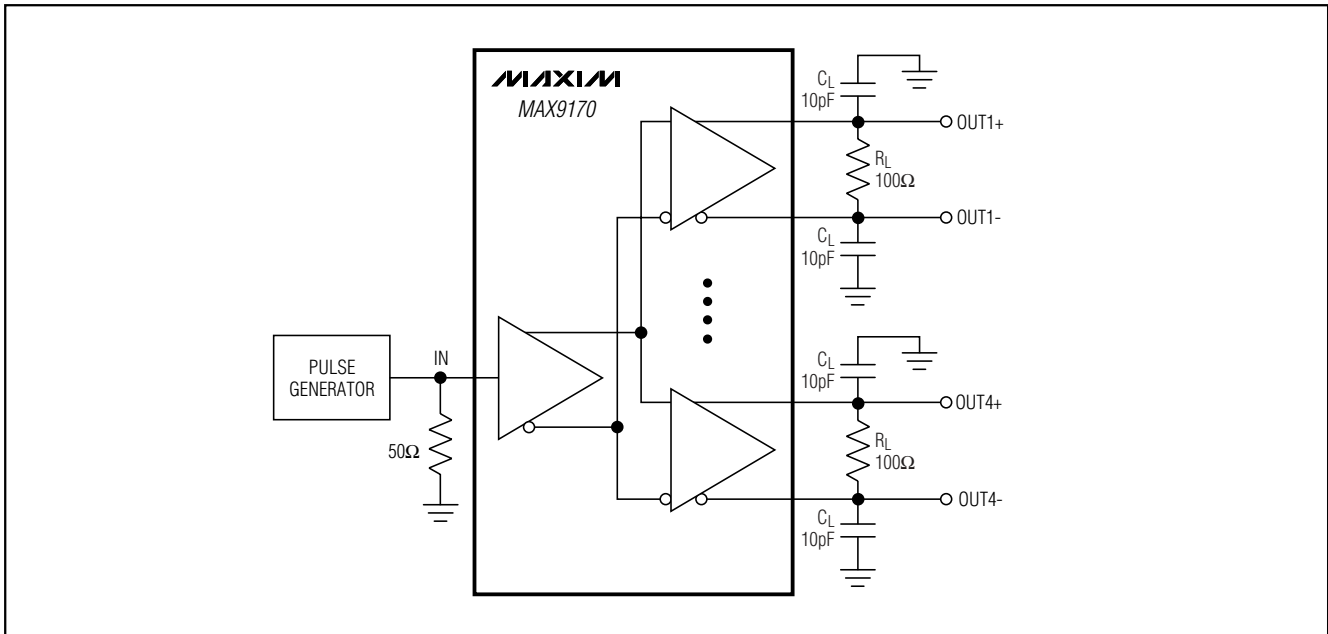 MAXIM
MAX9170
CL
10pF
OUT1+
RL
100Ω
OUT1-
CL
10pF
PULSE
GENERATOR
IN
50Ω
CL
10pF
OUT4+
RL
100Ω
OUT4-
CL
10pF